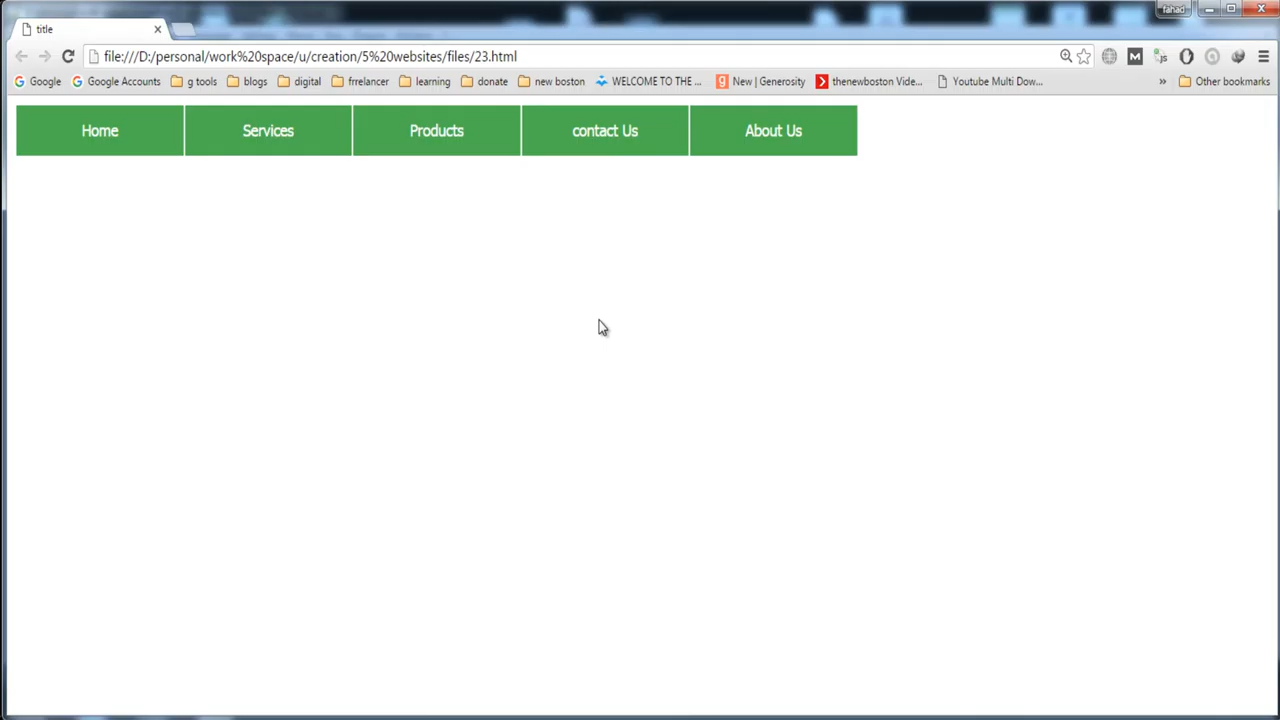 fahad
title
file:///D:/personal/work%20space/u/creation/5%20websites/files/23.html
Google Google Accounts g tools blogs digital frrelancer learning donate new boston WELCOME TO THE ... New | Generosity thenewboston Vide... Youtube Multi Dow... » Other bookmarks
Home Services Products contact Us About Us